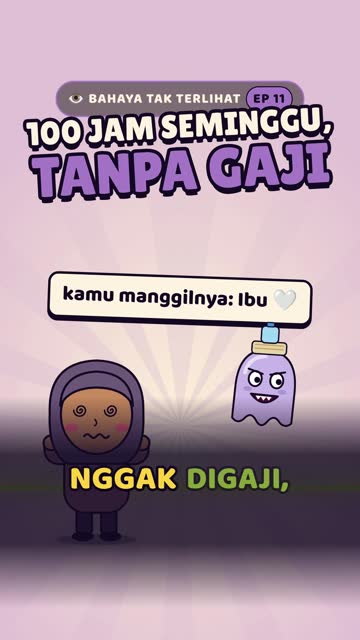 👁 BAHAYA TAK TERLIHAT EP 11
100 JAM SEMINGGU,
TANPA GAJI
kamu manggilnya: Ibu 🤍
NGGAK DIGAJI,